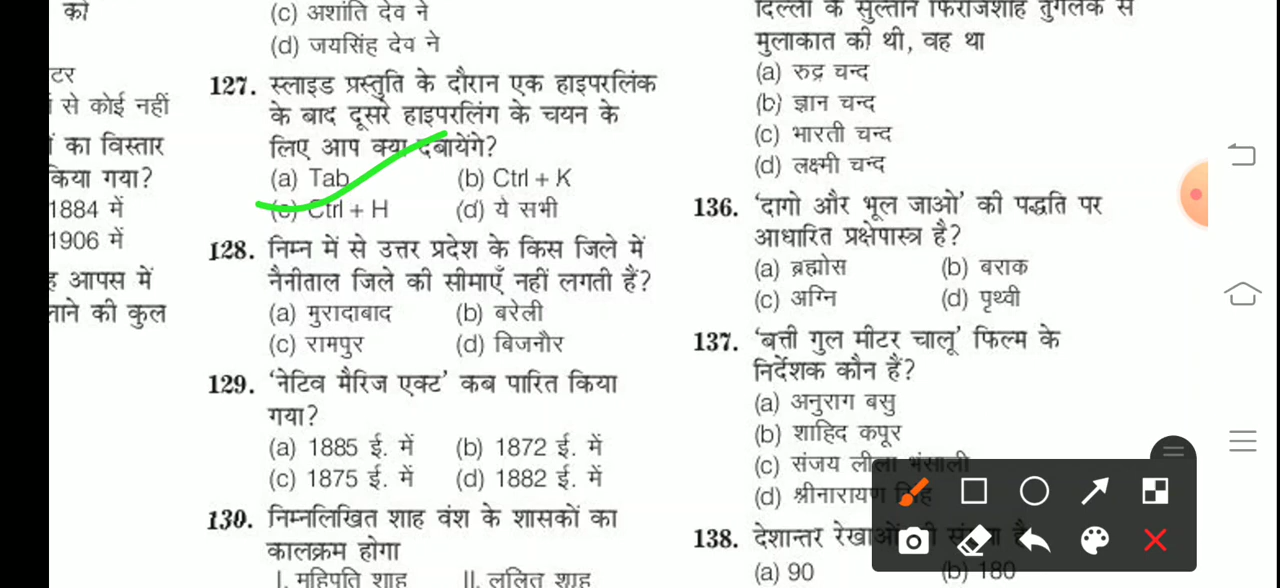 को
टर
से कोई नहीं
का विस्तार
किया गया?
1884 में
1906 में
ह आपस में
लाने की कुल
(c) अशांति देव ने
(d) जयसिंह देव ने
127. स्लाइड प्रस्तुति के दौरान एक हाइपरलिंक
के बाद दूसरे हाइपरलिंग के चयन के
लिए आप क्या दबायेंगे?
(a) Tab (b) Ctrl + K
(c) Ctrl + H (d) ये सभी
128. निम्न में से उत्तर प्रदेश के किस जिले में
नैनीताल जिले की सीमाएँ नहीं लगती हैं?
(a) मुरादाबाद (b) बरेली
(c) रामपुर (d) बिजनौर
129. ‘नेटिव मैरिज एक्ट’ कब पारित किया
गया?
(a) 1885 ई. में (b) 1872 ई. में
(c) 1875 ई. में (d) 1882 ई. में
130. निम्नलिखित शाह वंश के शासकों का
कालक्रम होगा
I. महिपति शाह II. ललित शाह
दिल्ली के सुल्तान फिरोजशाह तुगलक से
मुलाकात की थी, वह था
(a) रुद्र चन्द
(b) ज्ञान चन्द
(c) भारती चन्द
(d) लक्ष्मी चन्द
136. ‘दागो और भूल जाओ’ की पद्धति पर
आधारित प्रक्षेपास्त्र है?
(a) ब्रह्मोस (b) बराक
(c) अग्नि (d) पृथ्वी
137. ‘बत्ती गुल मीटर चालू’ फिल्म के
निर्देशक कौन हैं?
(a) अनुराग बसु
(b) शाहिद कपूर
(c) संजय लीला भंसाली
(d) श्रीनारायण सिंह
138. देशान्तर रेखाओं की संख्या है
(a) 90 (b) 180